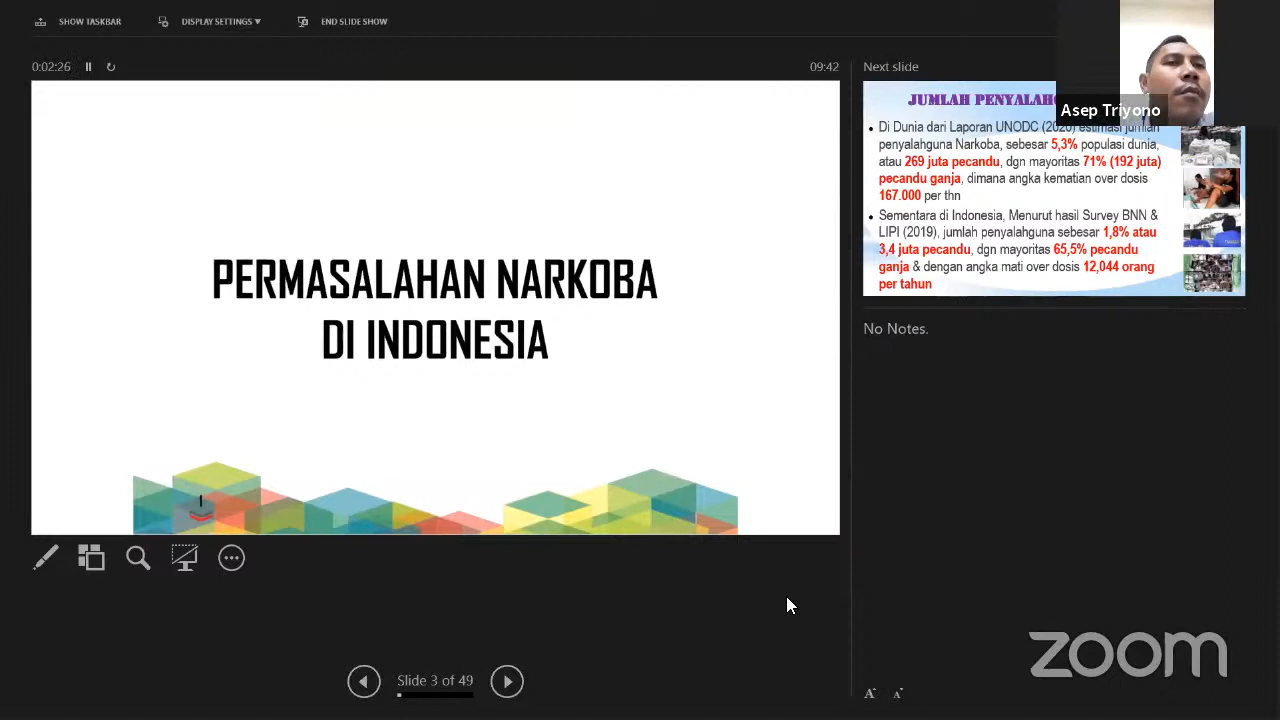 SHOW TASKBAR
DISPLAY SETTINGS ▾
END SLIDE SHOW
0:02:26
09:42
PERMASALAHAN NARKOBA
DI INDONESIA
Slide 3 of 49
Next slide
Asep Triyono
JUMLAH
• Di Dunia dari Laporan UNODC (2020) estimasi jumlah
penyalahguna Narkoba, sebesar 5,3% populasi dunia,
atau 269 juta pecandu, dgn mayoritas 71% (192 juta)
pecandu ganja, dimana angka kematian over dosis
167.000 per thn
• Sementara di Indonesia, Menurut hasil Survey BNN &
LIPI (2019), jumlah penyalahguna sebesar 1,8% atau
3,4 juta pecandu, dgn mayoritas 65,5% pecandu
ganja & dengan angka mati over dosis 12,044 orang
per tahun
No Notes.
zoom
A A